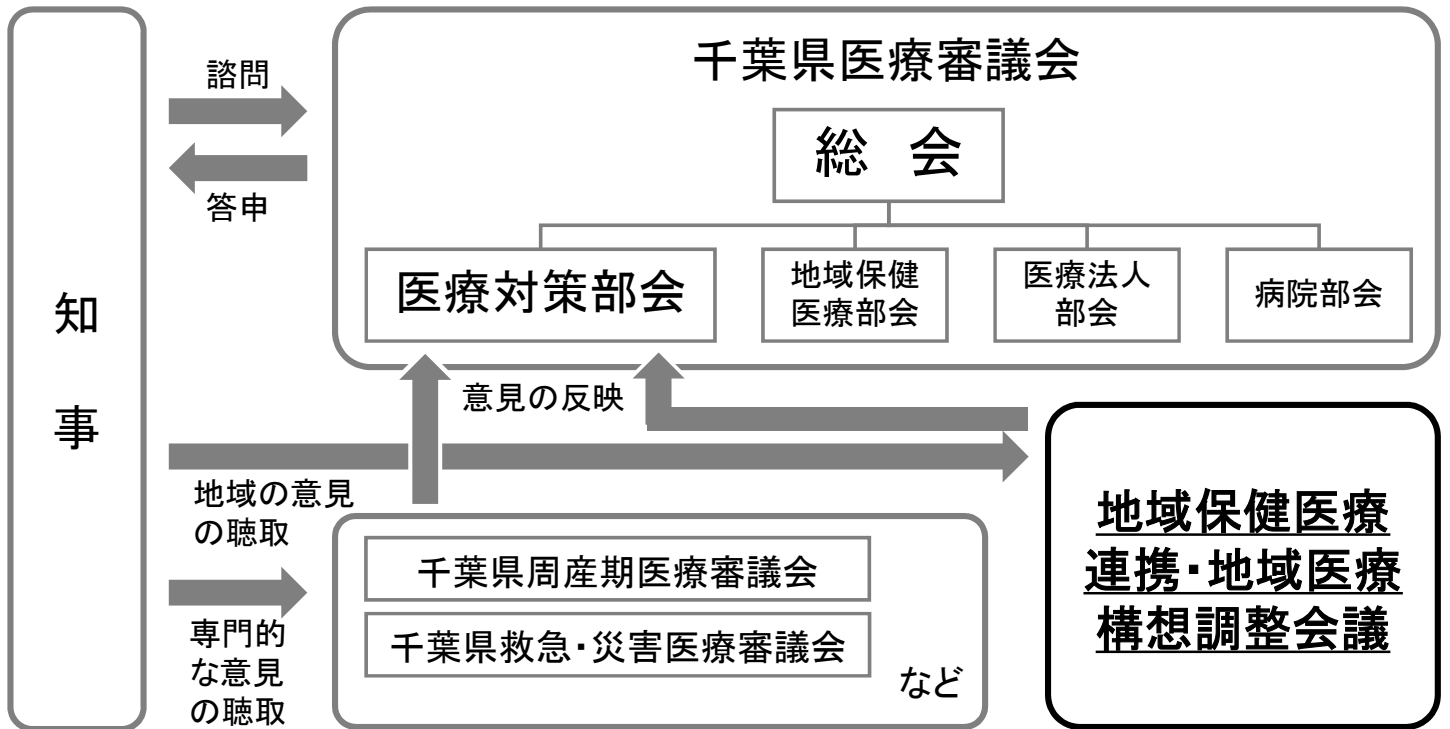 知
事
諮問
答申
千葉県医療審議会
総　会
医療対策部会
地域保健
医療部会
医療法人
部会
病院部会
意見の反映
地域の意見
の聴取
専門的
な意見
の聴取
千葉県周産期医療審議会
千葉県救急・災害医療審議会
など
地域保健医療
連携・地域医療
構想調整会議